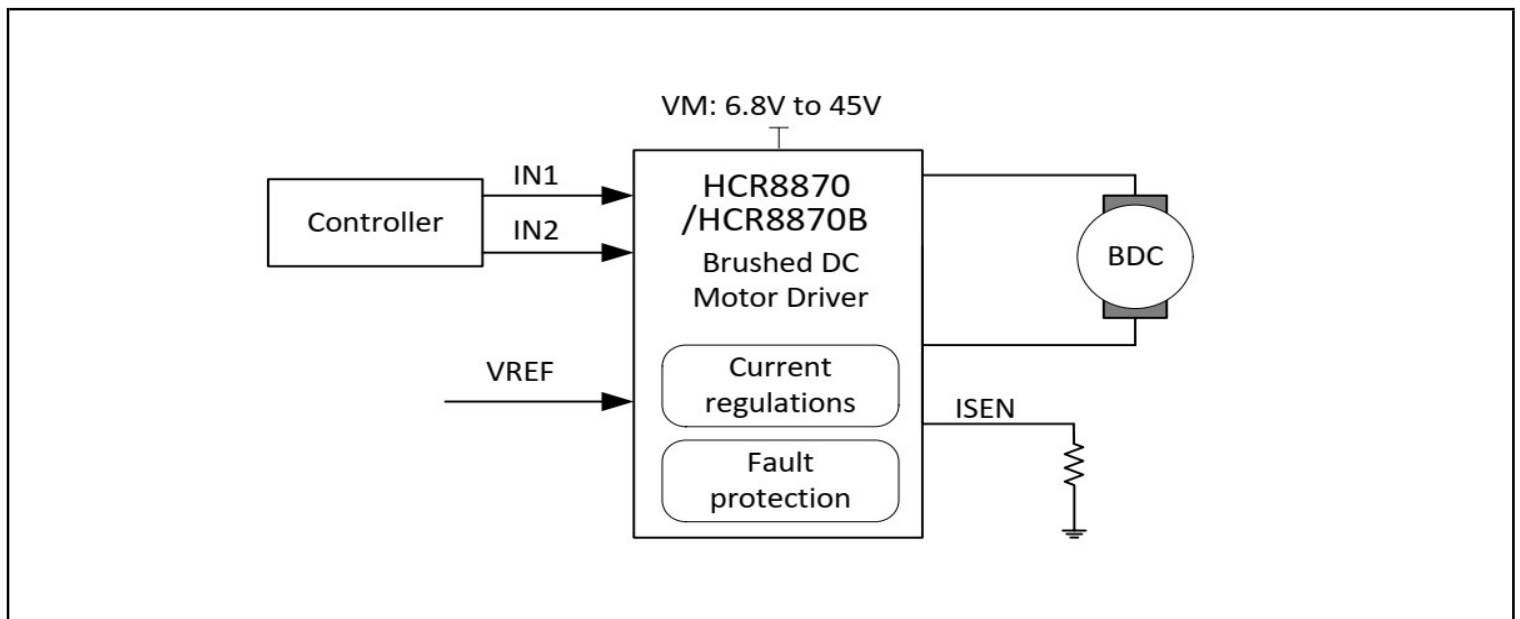 VM: 6.8V to 45V
Controller
IN1
IN2
HCR8870
/HCR8870B
Brushed DC
Motor Driver
BDC
VREF
Current
regulations
ISEN
Fault
protection